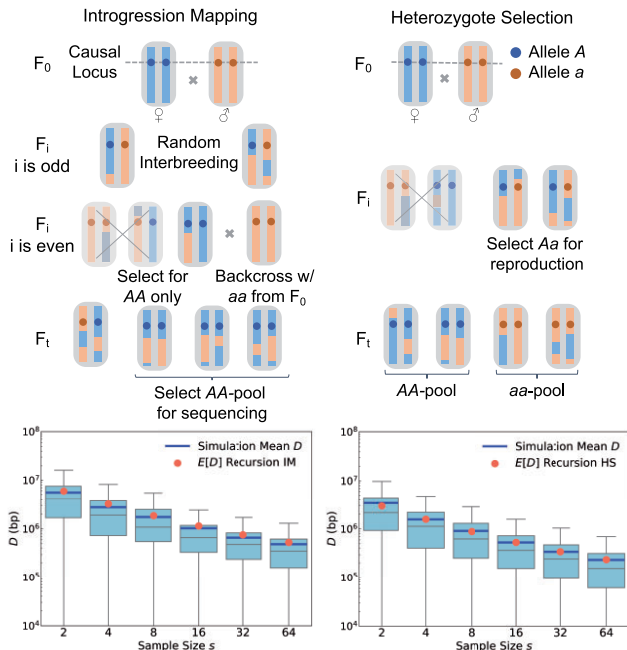 Introgression Mapping
Heterozygote Selection
F0
Causal
Locus
♀
×
♂
F0
♀
×
♂
Allele A
Allele a
Fi
i is odd
Random
Interbreeding
Fi
i is even
×
Select for
AA only
Backcross w/
aa from F0
Fi
Select Aa for
reproduction
Ft
Select AA-pool
for sequencing
Ft
AA-pool
aa-pool
D (bp)
10^8
10^7
10^6
10^5
10^4
Simulation Mean D
E[D] Recursion IM
2 4 8 16 32 64
Sample Size s
D (bp)
10^8
10^7
10^6
10^5
10^4
Simulation Mean D
E[D] Recursion HS
2 4 8 16 32 64
Sample Size s